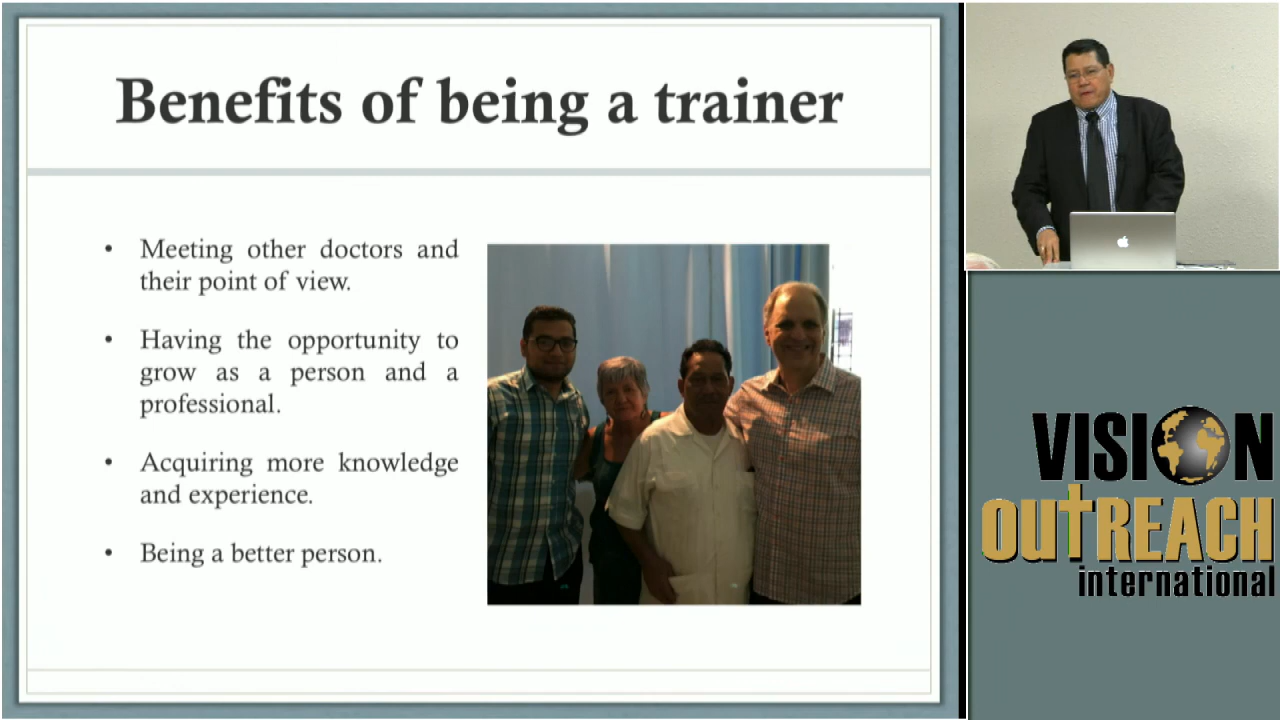 Benefits of being a trainer
• Meeting other doctors and
their point of view.
• Having the opportunity to
grow as a person and a
professional.
• Acquiring more knowledge
and experience.
• Being a better person.
VISION
OUTREACH
international